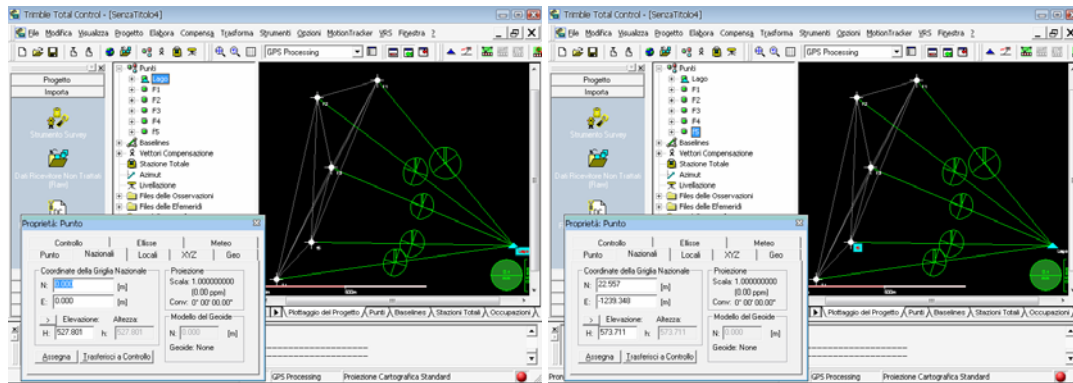 Trimble Total Control - [SenzaTitolo4]
File Modifica Visualizza Progetto Elabora Compensa Trasforma Strumenti Opzioni MotionTracker VRS Finestra ?
GPS Processing
Progetto
Importa
Strumento Survey
Dati Ricevitore Non Trattati
(Raw)
Punti
Lago
F1
F2
F3
F4
f5
Baselines
Vettori Compensazione
Stazione Totale
Azimut
Livellazione
Files delle Osservazioni
Files delle Efemeridi
Plottaggio del Progetto Punti Baselines Stazioni Totali Occupazioni
Proprietà: Punto
Controllo Ellisse Meteo
Punto Nazionali Locali XYZ Geo
Coordinate della Griglia Nazionale
N: 0.000 [m]
E: 0.000 [m]
> Elevazione: Altezza:
H: 527.801 h: 527.801
Assegna Trasferisci a Controllo
Proiezione
Scala: 1.000000000
(0.00 ppm)
Conv: 0° 00' 00.00"
Modello del Geoide
N: 0.000 [m]
Geoide: None
GPS Processing Proiezione Cartografica Standard
Trimble Total Control - [SenzaTitolo4]
File Modifica Visualizza Progetto Elabora Compensa Trasforma Strumenti Opzioni MotionTracker VRS Finestra ?
GPS Processing
Progetto
Importa
Strumento Survey
Dati Ricevitore Non Trattati
(Raw)
Punti
Lago
F1
F2
F3
F4
f5
Baselines
Vettori Compensazione
Stazione Totale
Azimut
Livellazione
Files delle Osservazioni
Files delle Efemeridi
Plottaggio del Progetto Punti Baselines Stazioni Totali Occupazioni
Proprietà: Punto
Controllo Ellisse Meteo
Punto Nazionali Locali XYZ Geo
Coordinate della Griglia Nazionale
N: 22.557 [m]
E: -1239.348 [m]
> Elevazione: Altezza:
H: 573.711 h: 573.711
Assegna Trasferisci a Controllo
Proiezione
Scala: 1.000000000
(0.00 ppm)
Conv: 0° 00' 00.00"
Modello del Geoide
N: 0.000 [m]
Geoide: None
Pron
GPS Processing Proiezione Cartografica Standard